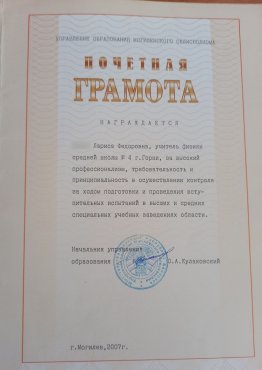 УПРАВЛЕНИЕ ОБРАЗОВАНИЯ МОГИЛЕВСКОГО ОБЛИСПОЛКОМА
ПОЧЕТНАЯ
ГРАМОТА
НАГРАЖДАЕТСЯ
Лариса Федоровна, учитель физики
средней школы № 4 г.Горки, за высокий
профессионализм, требовательность и
принципиальность в осуществлении контроля
за ходом подготовки и проведения всту-
пительных испытаний в высших и средних
специальных учебных заведениях области.
Начальник управления
образования О.А.Кулаковский
г.Могилев,2007г.